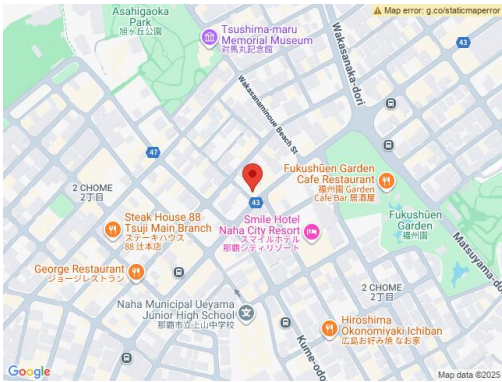 Map error: g.co/staticmaperror
Asahigaoka
Park
旭ヶ丘公園
Tsushima-maru
Memorial Museum
対馬丸記念館
Wakasanaka-dori
43
Wakasanaminoue Beach St
47
Fukushūen Garden
Cafe Restaurant
福州園 Garden
Cafe Bar 居酒屋
2 CHOME
2丁目
43
Steak House 88
Tsuji Main Branch
ステーキハウス
88 辻本店
Smile Hotel
Naha City Resort
スマイルホテル
那覇シティリゾート
Fukushūen
Garden
福州園
Matsuyama-do
George Restaurant
ジョージレストラン
2 CHOME
2丁目
Naha Municipal Ueyama
Junior High School
那覇市立上山中学校
Kume-odo
Hiroshima
Okonomiyaki Ichiban
広島お好み焼 なお家
Google
Map data ©2025